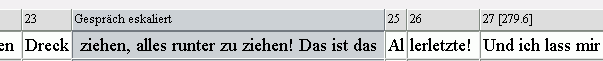 23 Gespräch eskaliert 25 26 27 [279.6]
en Dreck ziehen, alles runter zu ziehen! Das ist das Al lerletzte! Und ich lass mir